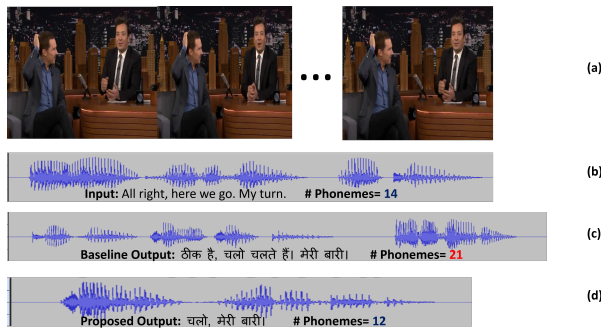 (a)
(b)
Input: All right, here we go. My turn. # Phonemes= 14
(c)
Baseline Output: ठीक है, चलो चलते हैं। मेरी बारी। # Phonemes= 21
(d)
Proposed Output: चलो, मेरी बारी। # Phonemes= 12